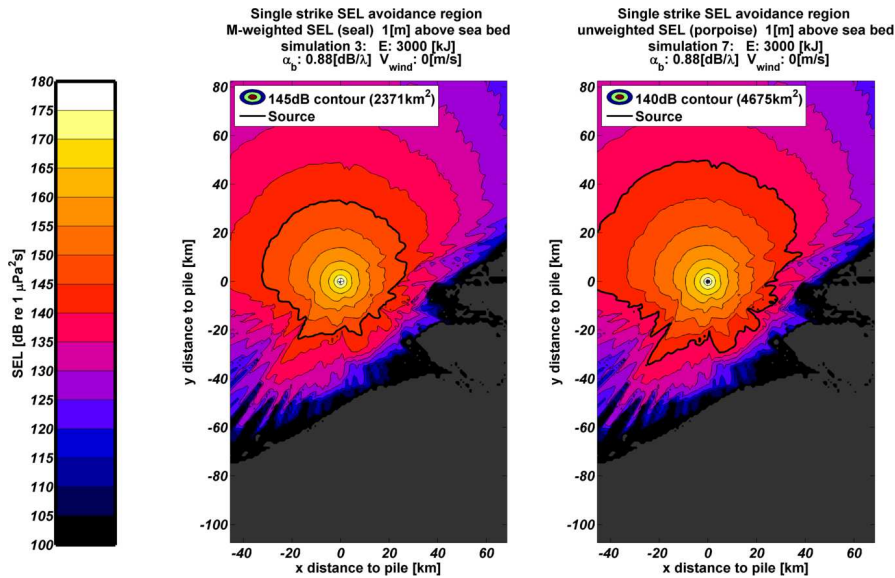 Single strike SEL avoidance region
M-weighted SEL (seal) 1[m] above sea bed
simulation 3: E: 3000 [kJ]
αb: 0.88[dB/λ] Vwind: 0[m/s]
Single strike SEL avoidance region
unweighted SEL (porpoise) 1[m] above sea bed
simulation 7: E: 3000 [kJ]
αb: 0.88[dB/λ] Vwind: 0[m/s]
SEL [dB re 1 μPa²s]
180
175
170
165
160
155
150
145
140
135
130
125
120
115
110
105
100
145dB contour (2371km²)
Source
y distance to pile [km]
80
60
40
20
0
-20
-40
-60
-80
-100
-40 -20 0 20 40 60
x distance to pile [km]
140dB contour (4675km²)
Source
y distance to pile [km]
80
60
40
20
0
-20
-40
-60
-80
-100
-40 -20 0 20 40 60
x distance to pile [km]